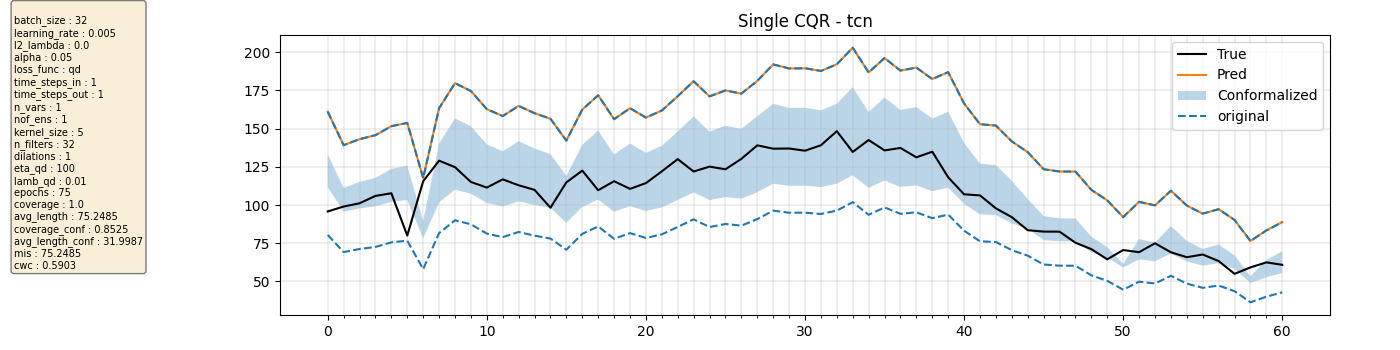 batch_size : 32
learning_rate : 0.005
l2_lambda : 0.0
alpha : 0.05
loss_func : qd
time_steps_in : 1
time_steps_out : 1
n_vars : 1
nof_ens : 1
kernel_size : 5
n_filters : 32
dilations : 1
eta_qd : 100
lamb_qd : 0.01
epochs : 75
coverage : 1.0
avg_length : 75.2485
coverage_conf : 0.8525
avg_length_conf : 31.9987
mis : 75.2485
cwc : 0.5903
Single CQR - tcn
200
175
150
125
100
75
50
True
Pred
Conformalized
original
0 10 20 30 40 50 60